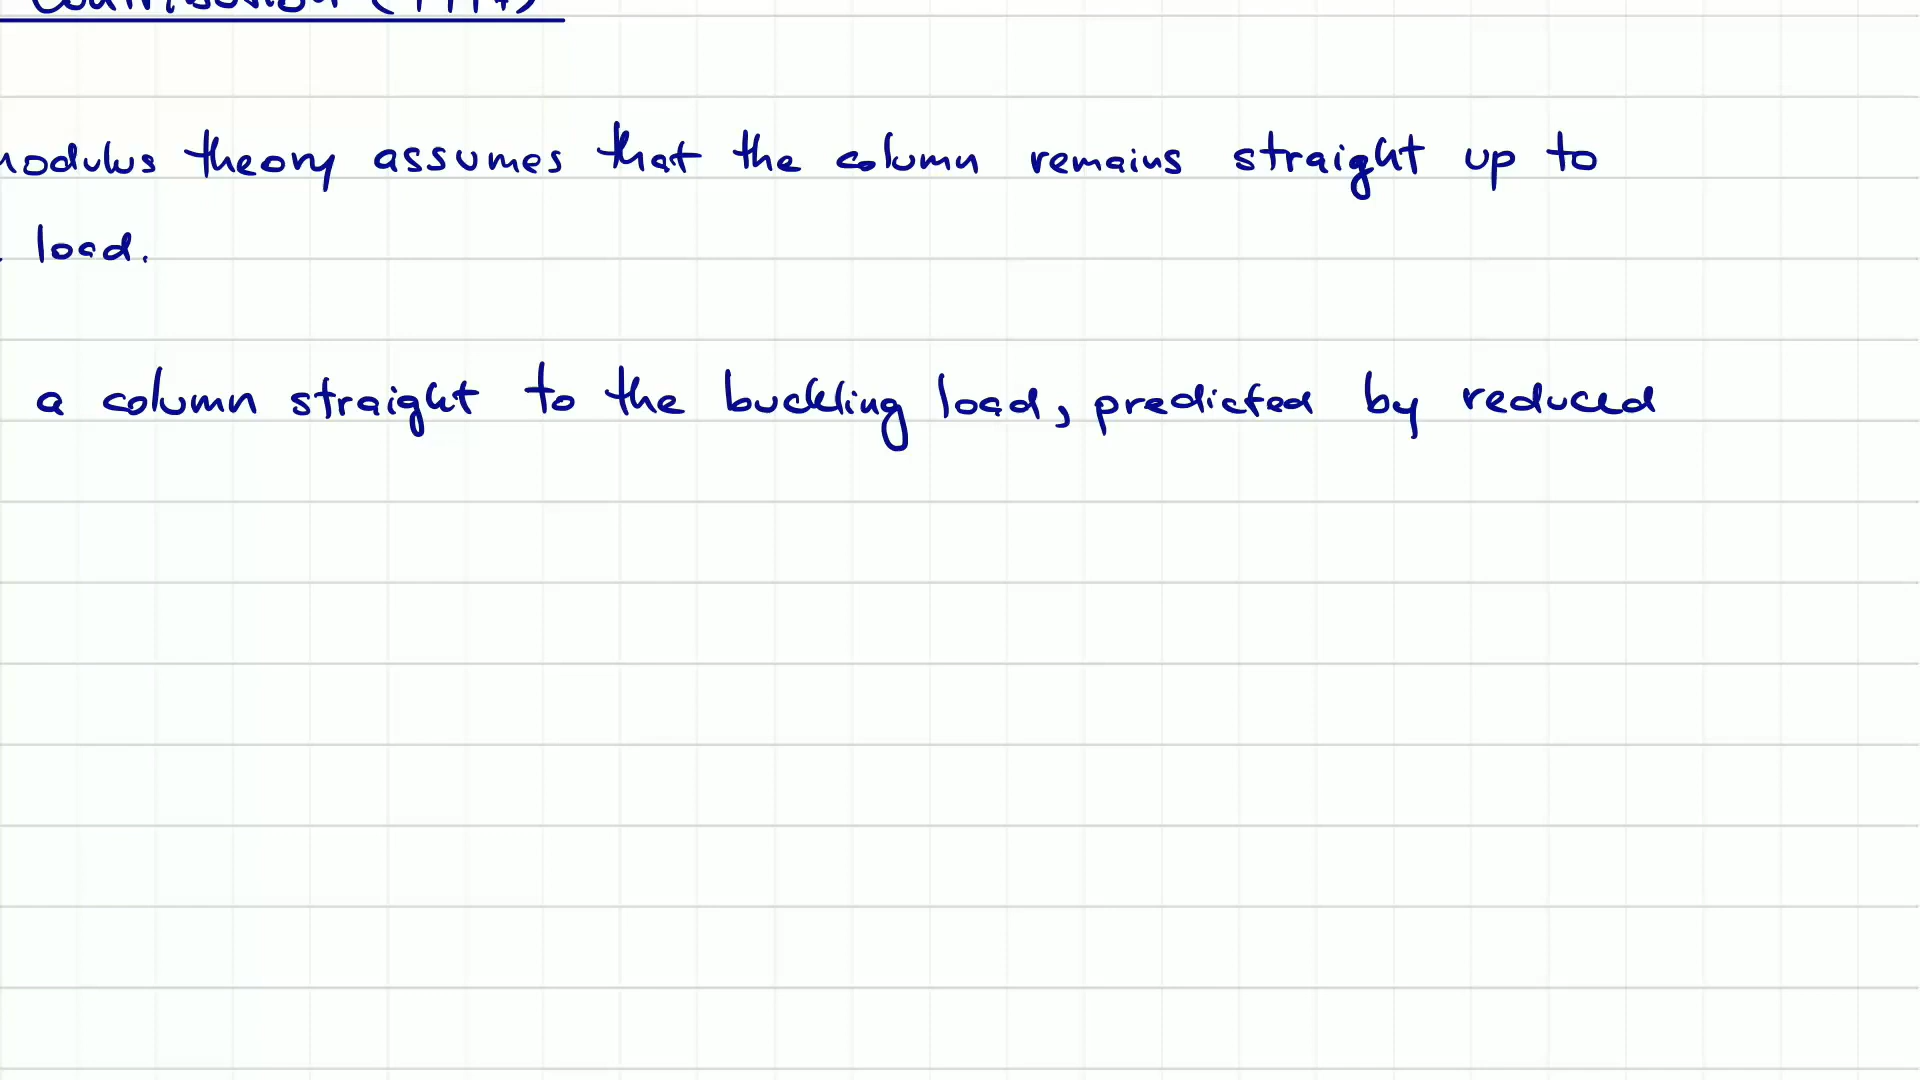 theory assumes that the column remains straight up to
load.
a column straight to the buckling load, predicted by reduced